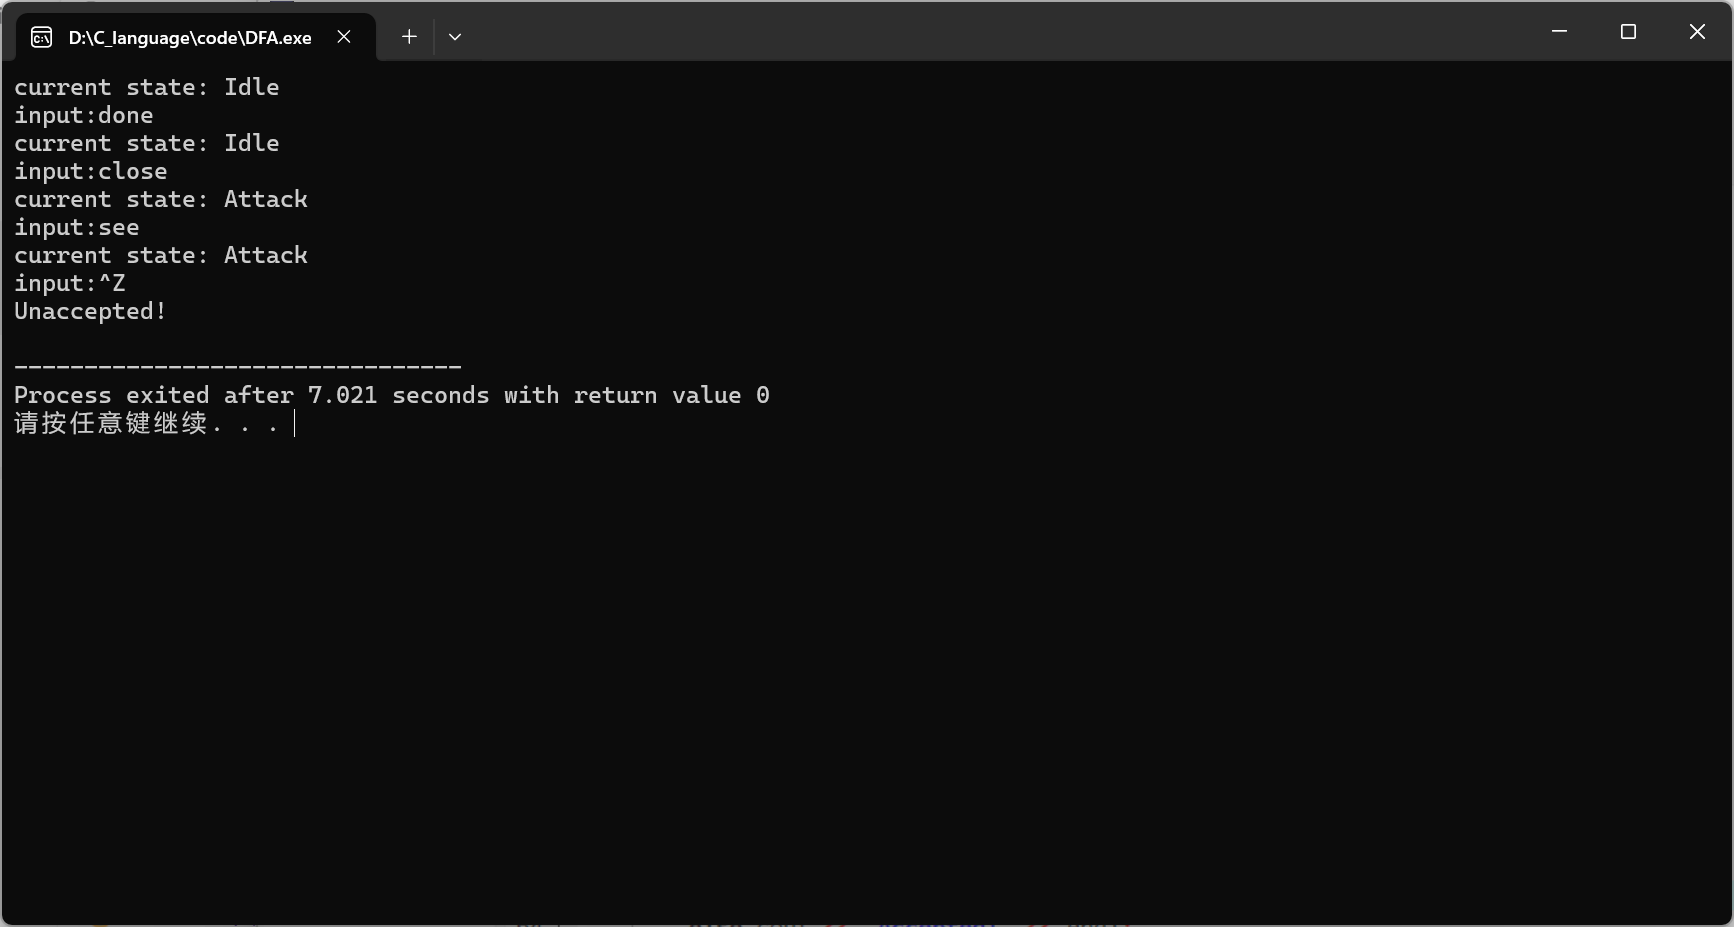 D:\C_language\code\DFA.exe
current state: Idle
input:done
current state: Idle
input:close
current state: Attack
input:see
current state: Attack
input:^Z
Unaccepted!
--------------------------------
Process exited after 7.021 seconds with return value 0
请按任意键继续. . .